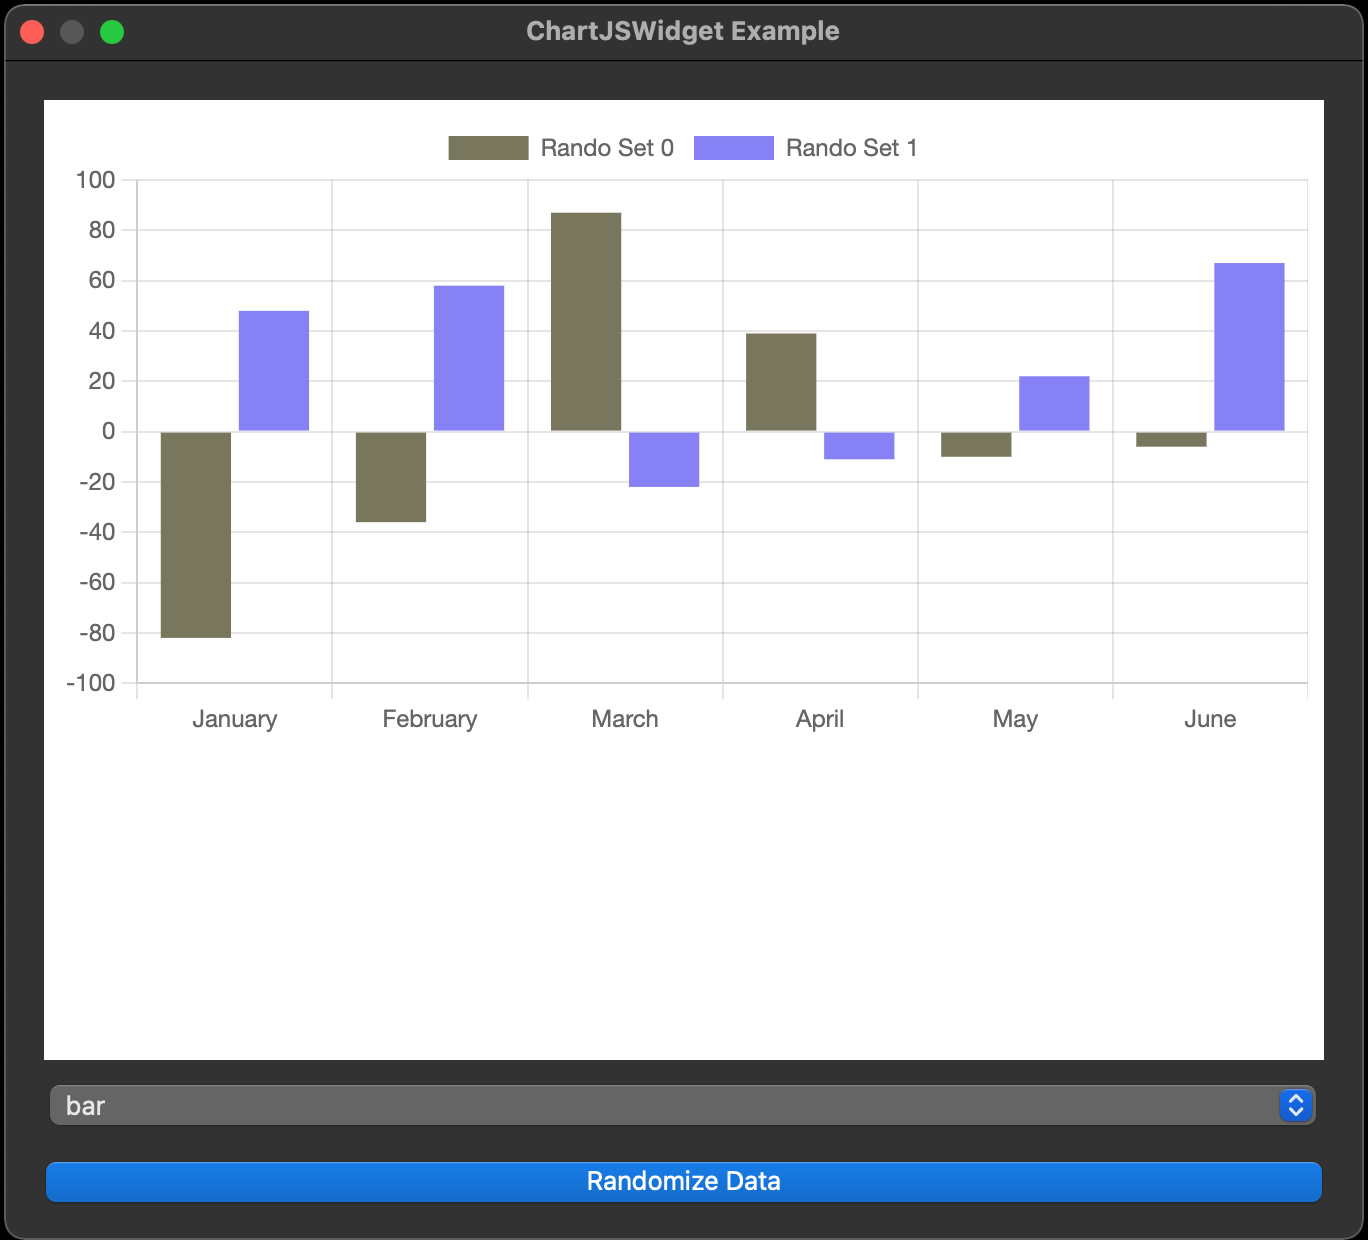 ChartJSWidget Example
Rando Set 0 Rando Set 1
100
80
60
40
20
0
-20
-40
-60
-80
-100
January February March April May June
bar
Randomize Data